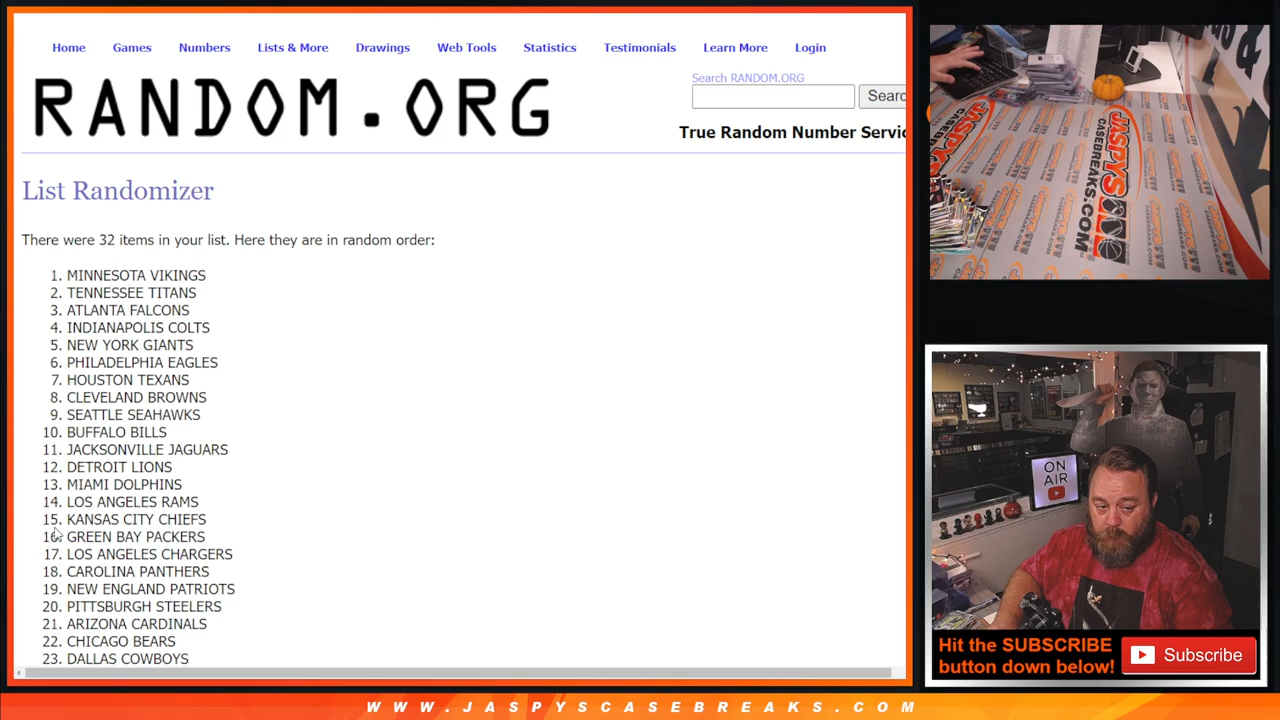 Home Games Numbers Lists & More Drawings Web Tools Statistics Testimonials Learn More Login
RANDOM.ORG
Search RANDOM.ORG
Searc
True Random Number Servic
List Randomizer
There were 32 items in your list. Here they are in random order:
1. MINNESOTA VIKINGS
2. TENNESSEE TITANS
3. ATLANTA FALCONS
4. INDIANAPOLIS COLTS
5. NEW YORK GIANTS
6. PHILADELPHIA EAGLES
7. HOUSTON TEXANS
8. CLEVELAND BROWNS
9. SEATTLE SEAHAWKS
10. BUFFALO BILLS
11. JACKSONVILLE JAGUARS
12. DETROIT LIONS
13. MIAMI DOLPHINS
14. LOS ANGELES RAMS
15. KANSAS CITY CHIEFS
16. GREEN BAY PACKERS
17. LOS ANGELES CHARGERS
18. CAROLINA PANTHERS
19. NEW ENGLAND PATRIOTS
20. PITTSBURGH STEELERS
21. ARIZONA CARDINALS
22. CHICAGO BEARS
23. DALLAS COWBOYS
JASPYS
CASEBREAKS.COM
ON
AIR
Hit the SUBSCRIBE
button down below!
Subscribe
WWW.JASPYSCASEBREAKS.COM